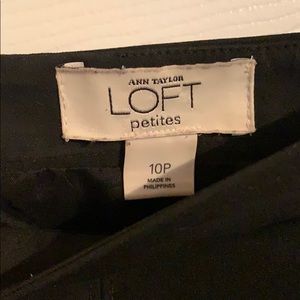 ANN TAYLOR
LOFT
petites
10P
MADE IN
PHILIPPINES